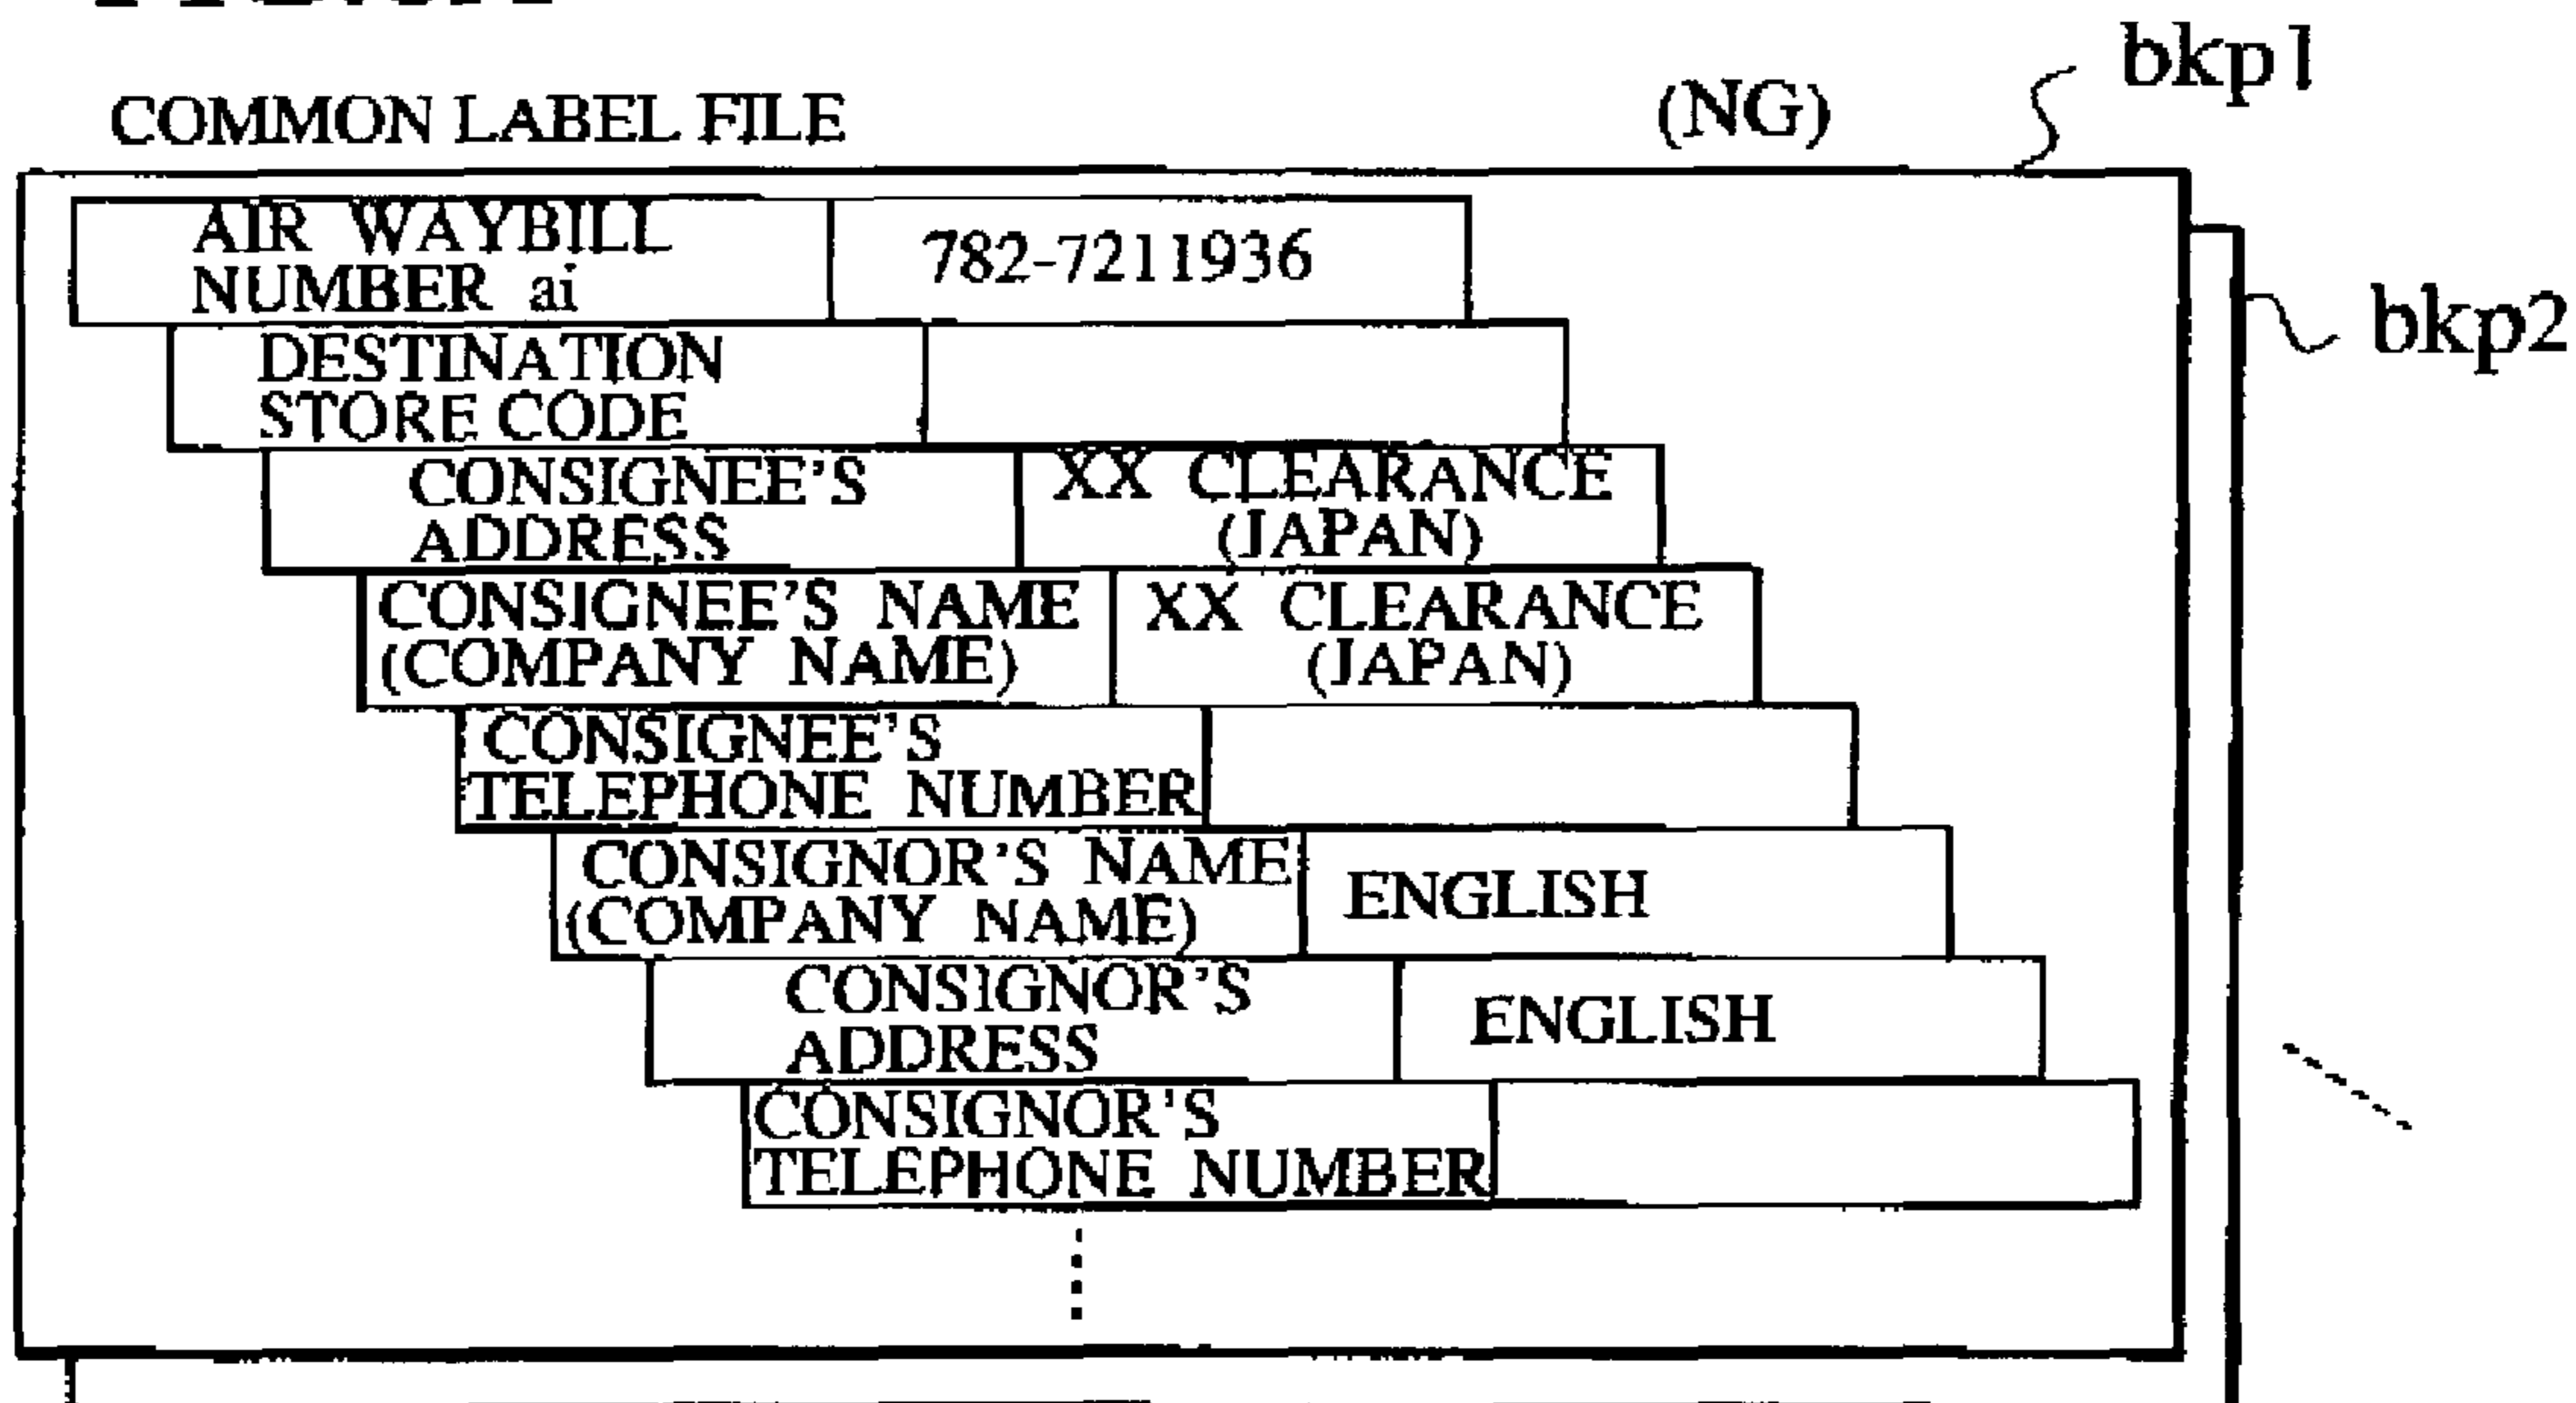 COMMON LABEL FILE
(NG)
bkp1
AIR WAYBILL
NUMBER ai
782-7211936
bkp2
DESTINATION
STORE CODE
CONSIGNEE'S
ADDRESS
XX CLEARANCE
(JAPAN)
CONSIGNEE'S NAME
(COMPANY NAME)
XX CLEARANCE
(JAPAN)
CONSIGNEE'S
TELEPHONE NUMBER
CONSIGNOR'S NAME
(COMPANY NAME)
ENGLISH
CONSIGNOR'S
ADDRESS
ENGLISH
CONSIGNOR'S
TELEPHONE NUMBER